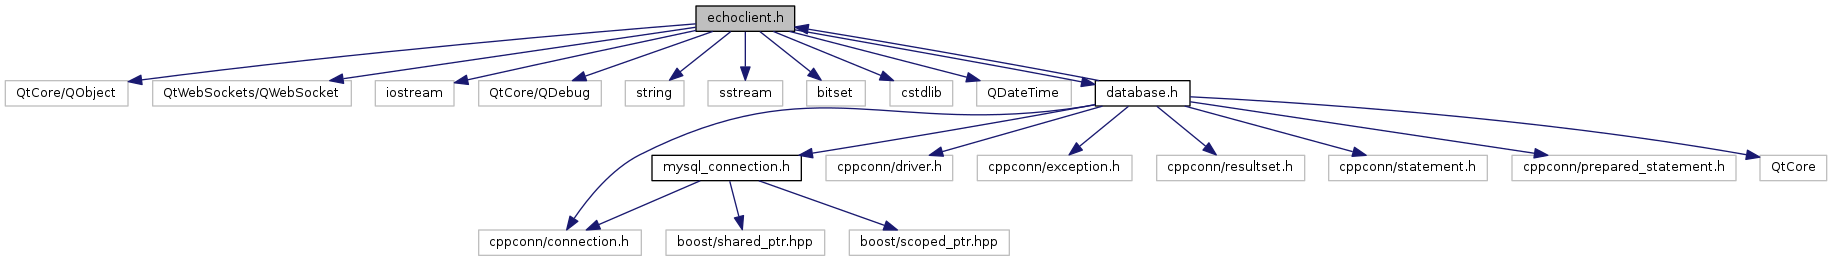 echoclient.h
QtCore/QObject
QtWebSockets/QWebSocket
iostream
QtCore/QDebug
string
sstream
bitset
cstdlib
QDateTime
database.h
mysql_connection.h
cppconn/driver.h
cppconn/exception.h
cppconn/resultset.h
cppconn/statement.h
cppconn/prepared_statement.h
QtCore
cppconn/connection.h
boost/shared_ptr.hpp
boost/scoped_ptr.hpp